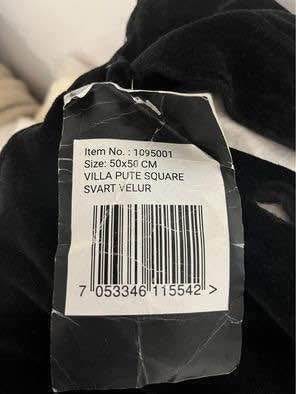 Item No. : 1095001
Size: 50x50 CM
VILLA PUTE SQUARE
SVART VELUR
7 053346 115542 >